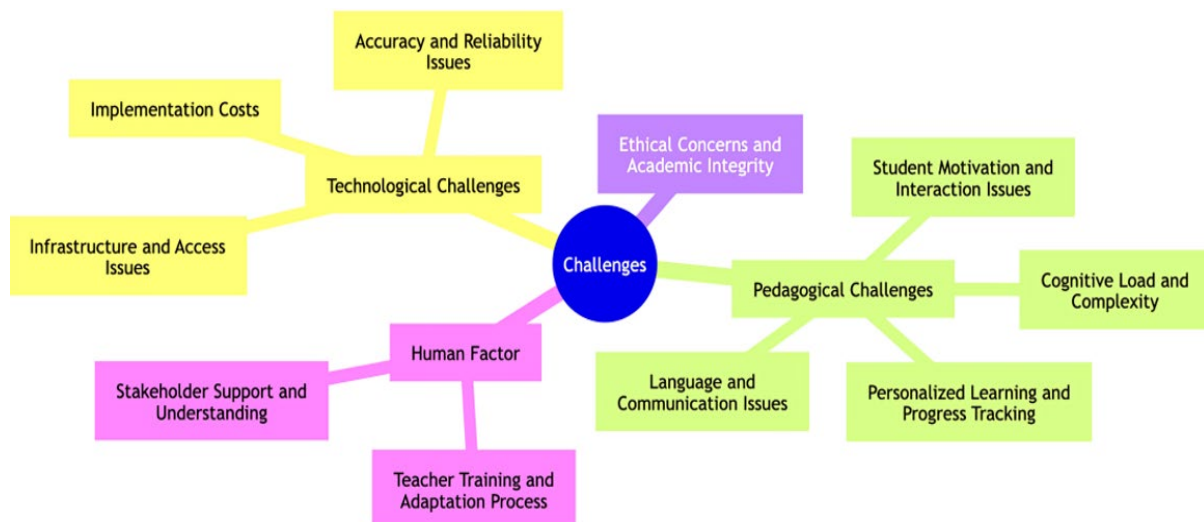 Accuracy and Reliability
Issues
Implementation Costs
Technological Challenges
Infrastructure and Access
Issues
Ethical Concerns and
Academic Integrity
Challenges
Student Motivation and
Interaction Issues
Pedagogical Challenges
Cognitive Load and
Complexity
Language and
Communication Issues
Personalized Learning and
Progress Tracking
Human Factor
Stakeholder Support and
Understanding
Teacher Training and
Adaptation Process